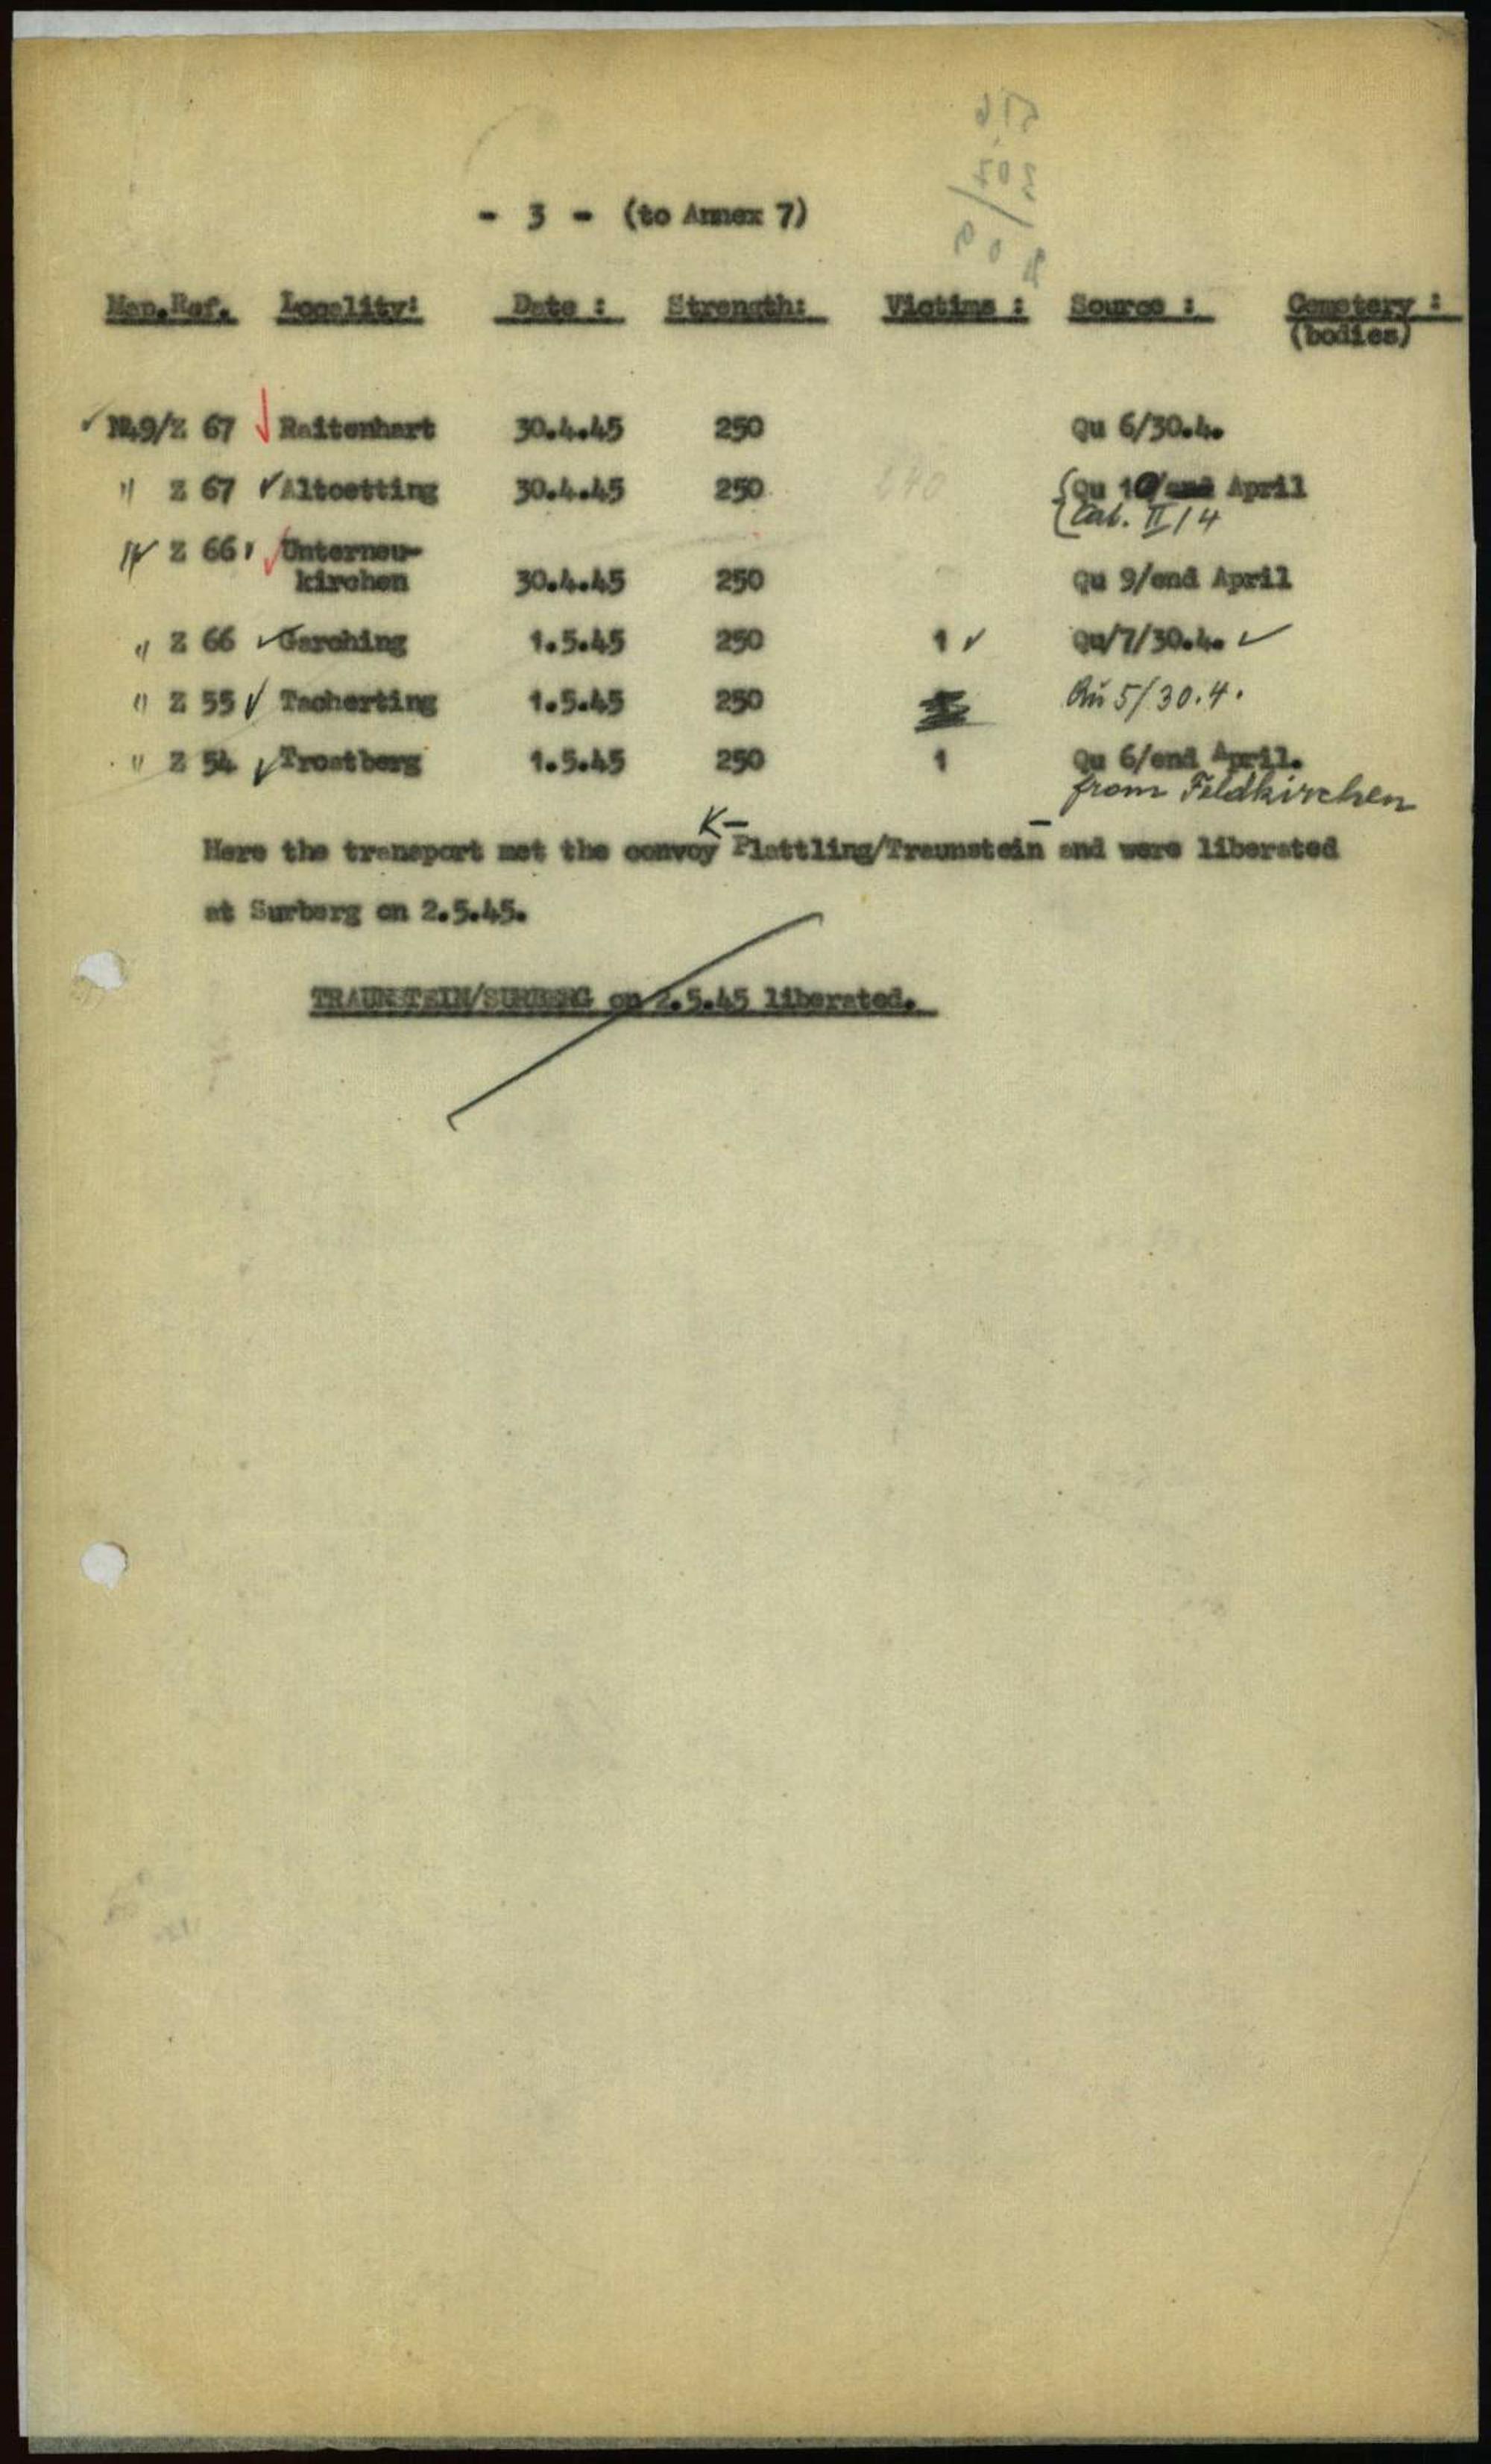 - 3 - (to Annex 7)
Map.Ref. Locality: Date : Strength: Victims : Source : Cemetery :
(bodies)
N49/Z 67 Raitenhart 30.4.45 250 Qu 6/30.4.
" Z 67 Altoetting 30.4.45 250 Qu 10/end April
Cat. II/4
" Z 66 Unterneu-
kirchen 30.4.45 250 Qu 9/end April
" Z 66 Garching 1.5.45 250 1 Qu/7/30.4.
" Z 55 Tacherting 1.5.45 250 Qu 5/30.4.
" Z 54 Trostberg 1.5.45 250 1 Qu 6/end April.
from Feldkirchen
K-
Here the transport met the convoy Plattling/Traunstein and were liberated
at Surberg on 2.5.45.
TRAUNSTEIN/SURBERG on 2.5.45 liberated.